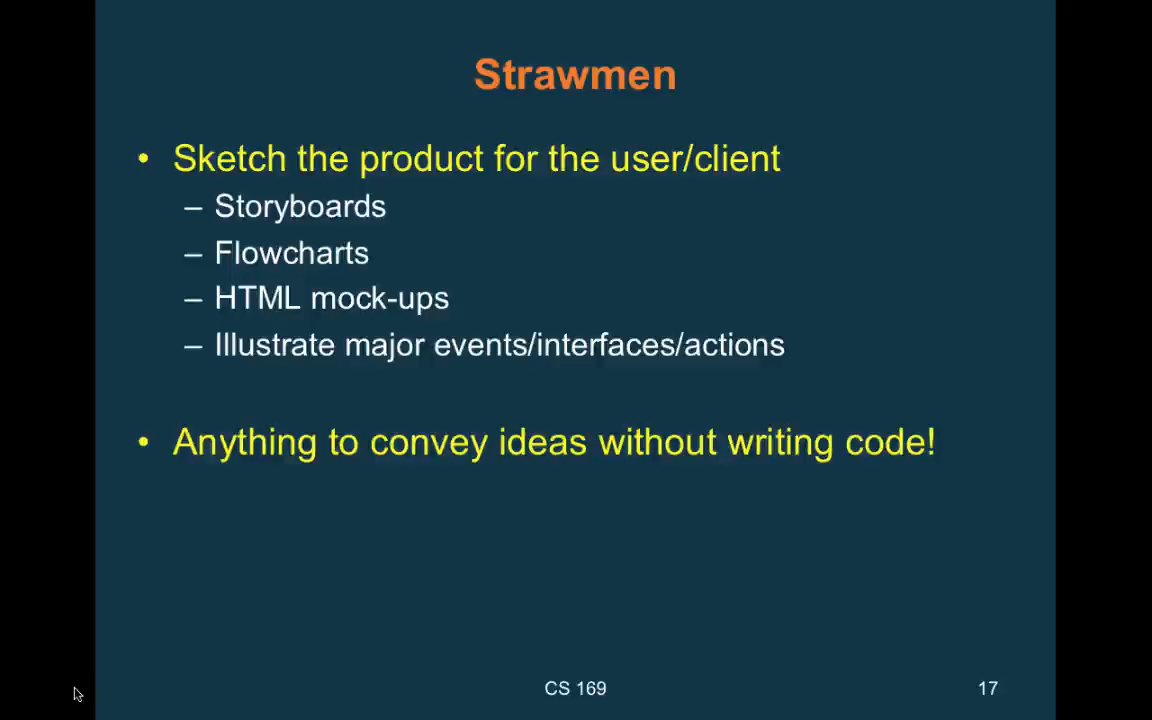 Strawmen
• Sketch the product for the user/client
– Storyboards
– Flowcharts
– HTML mock-ups
– Illustrate major events/interfaces/actions
• Anything to convey ideas without writing code!
CS 169
17